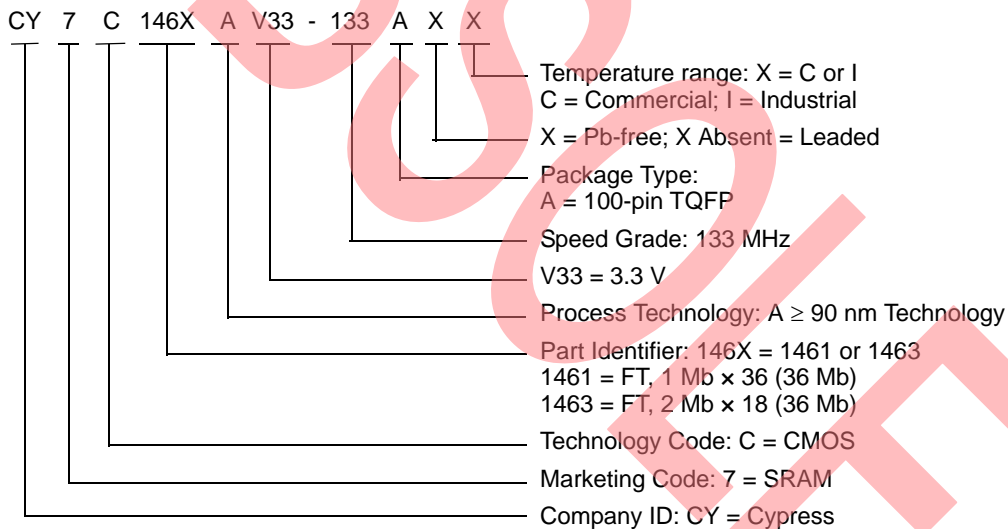 CY 7 C 146X A V33 - 133 A X X
Temperature range: X = C or I
C = Commercial; I = Industrial
X = Pb-free; X Absent = Leaded
Package Type:
A = 100-pin TQFP
Speed Grade: 133 MHz
V33 = 3.3 V
Process Technology: A ≥ 90 nm Technology
Part Identifier: 146X = 1461 or 1463
1461 = FT, 1 Mb × 36 (36 Mb)
1463 = FT, 2 Mb × 18 (36 Mb)
Technology Code: C = CMOS
Marketing Code: 7 = SRAM
Company ID: CY = Cypress